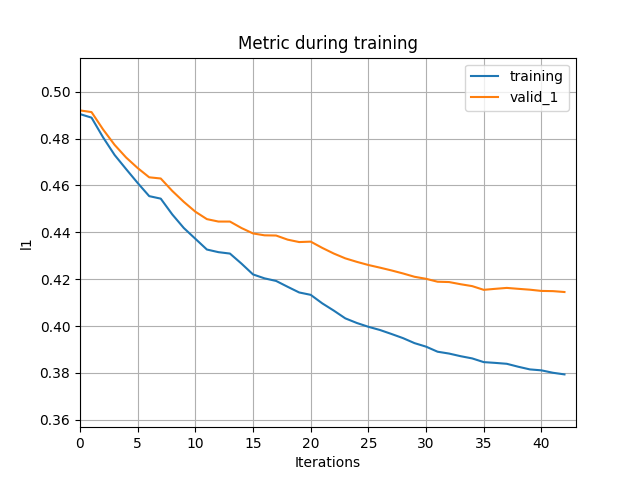 Metric during training
training
valid_1
l1
0.50
0.48
0.46
0.44
0.42
0.40
0.38
0.36
0 5 10 15 20 25 30 35 40
Iterations